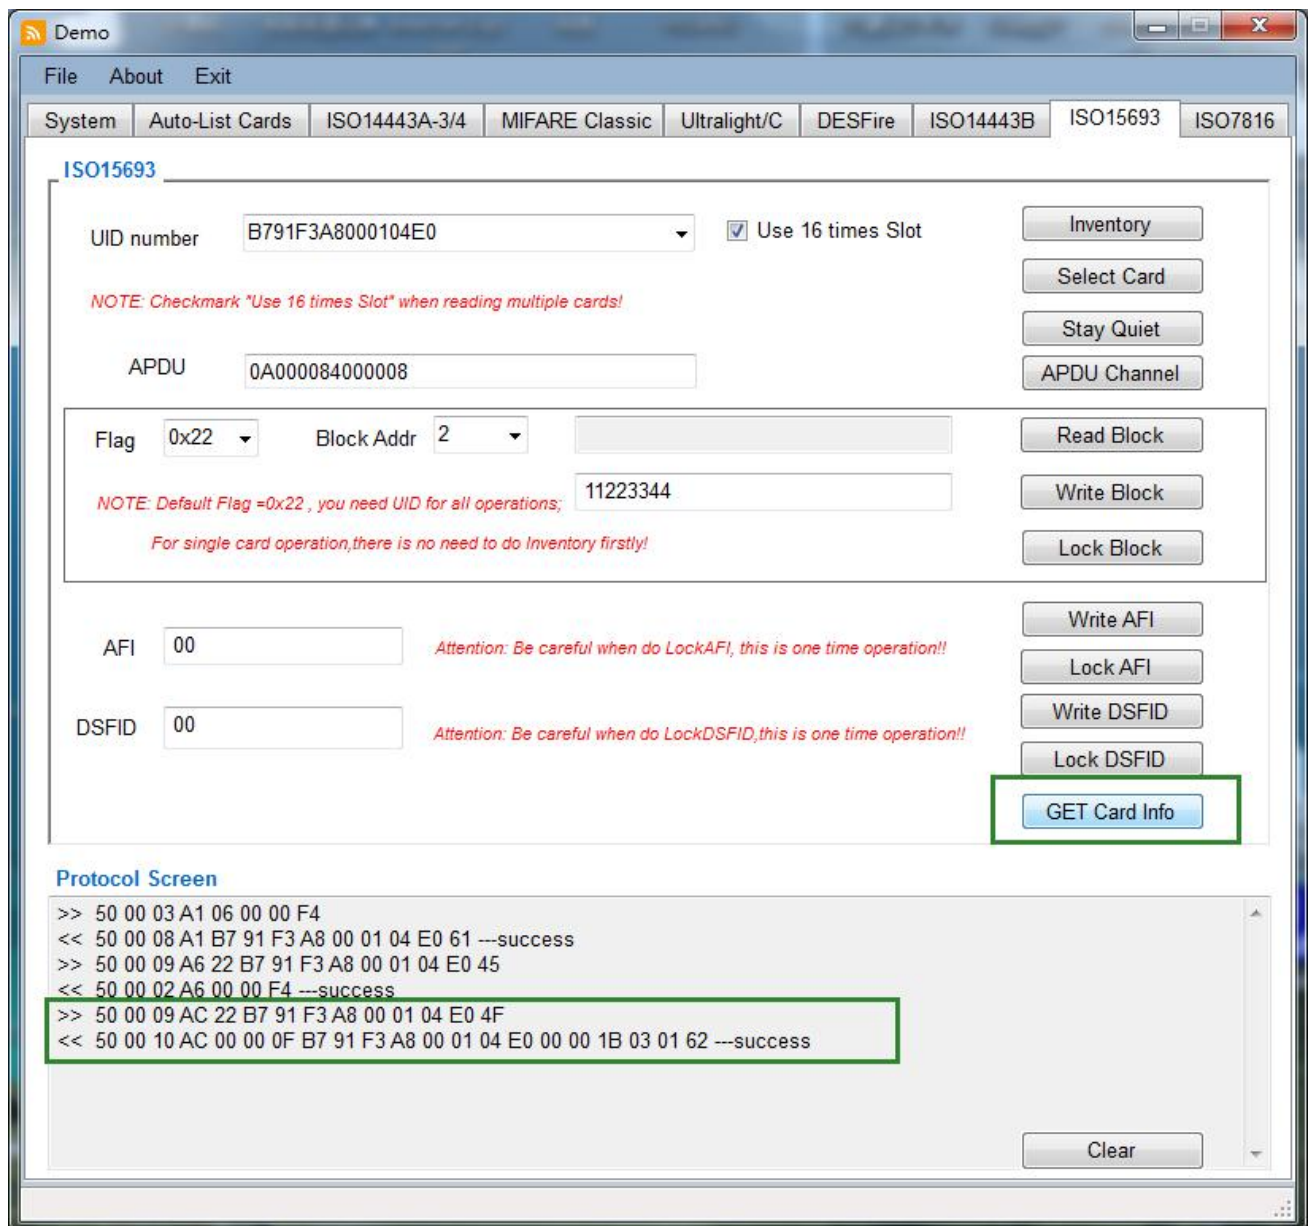 Demo
File About Exit
System Auto-List Cards ISO14443A-3/4 MIFARE Classic Ultralight/C DESFire ISO14443B ISO15693 ISO7816
ISO15693
UID number B791F3A8000104E0 Use 16 times Slot Inventory
Select Card
NOTE: Checkmark "Use 16 times Slot" when reading multiple cards!
Stay Quiet
APDU 0A000084000008 APDU Channel
Flag 0x22 Block Addr 2 Read Block
NOTE: Default Flag =0x22 , you need UID for all operations; 11223344 Write Block
For single card operation,there is no need to do Inventory firstly! Lock Block
Write AFI
AFI 00 Attention: Be careful when do LockAFI, this is one time operation!!
Lock AFI
Write DSFID
DSFID 00 Attention: Be careful when do LockDSFID,this is one time operation!!
Lock DSFID
GET Card Info
Protocol Screen
>> 50 00 03 A1 06 00 00 F4
<< 50 00 08 A1 B7 91 F3 A8 00 01 04 E0 61 ---success
>> 50 00 09 A6 22 B7 91 F3 A8 00 01 04 E0 45
<< 50 00 02 A6 00 00 F4 ---success
>> 50 00 09 AC 22 B7 91 F3 A8 00 01 04 E0 4F
<< 50 00 10 AC 00 00 0F B7 91 F3 A8 00 01 04 E0 00 00 1B 03 01 62 ---success
Clear